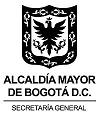 ALCALDÍA MAYOR
DE BOGOTÁ D.C.
SECRETARÍA GENERAL